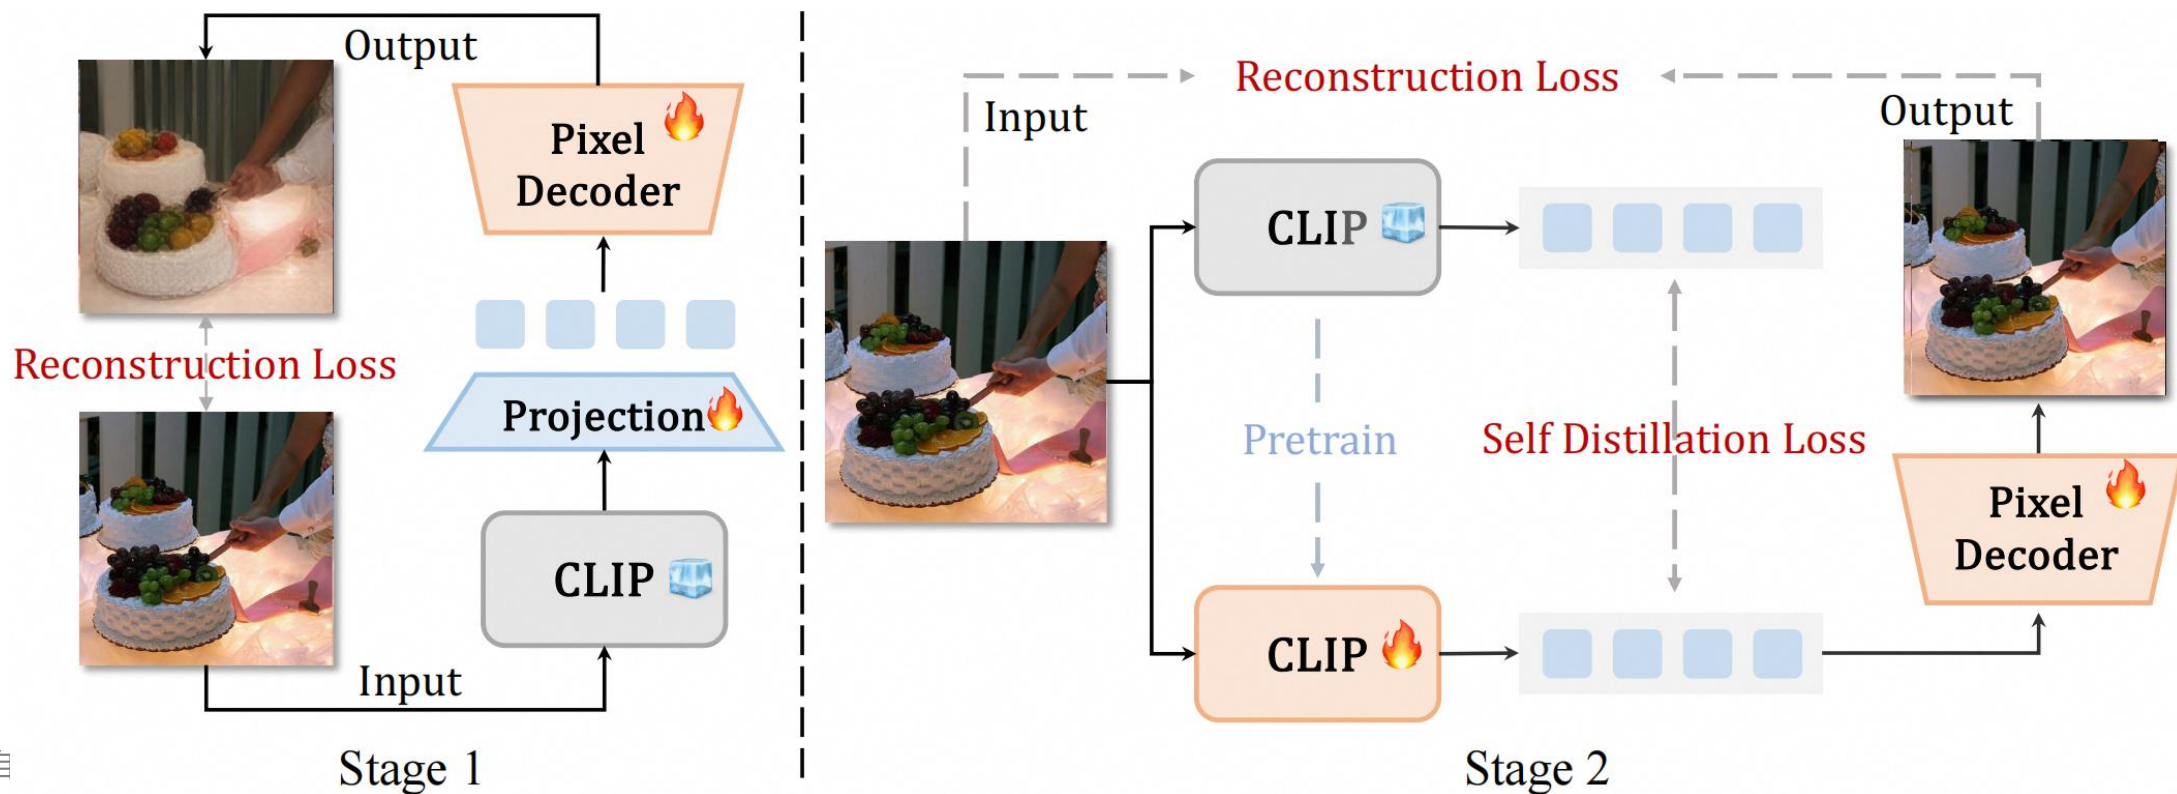 Output
Pixel
Decoder
Reconstruction Loss
Projection
CLIP
Input
Stage 1
Reconstruction Loss
Input
Output
CLIP
Pretrain
Self Distillation Loss
Pixel
Decoder
CLIP
Stage 2